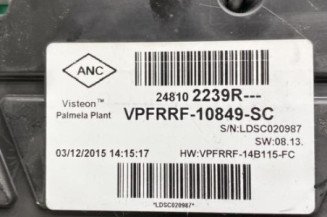 ANC
Visteon™
Palmela Plant
24810 2239R---
VPFRRF-10849-SC
S/N:LDSC020987
SW:08.13.
03/12/2015 14:15:17
HW:VPFRRF-14B115-FC
*LDSC020987*